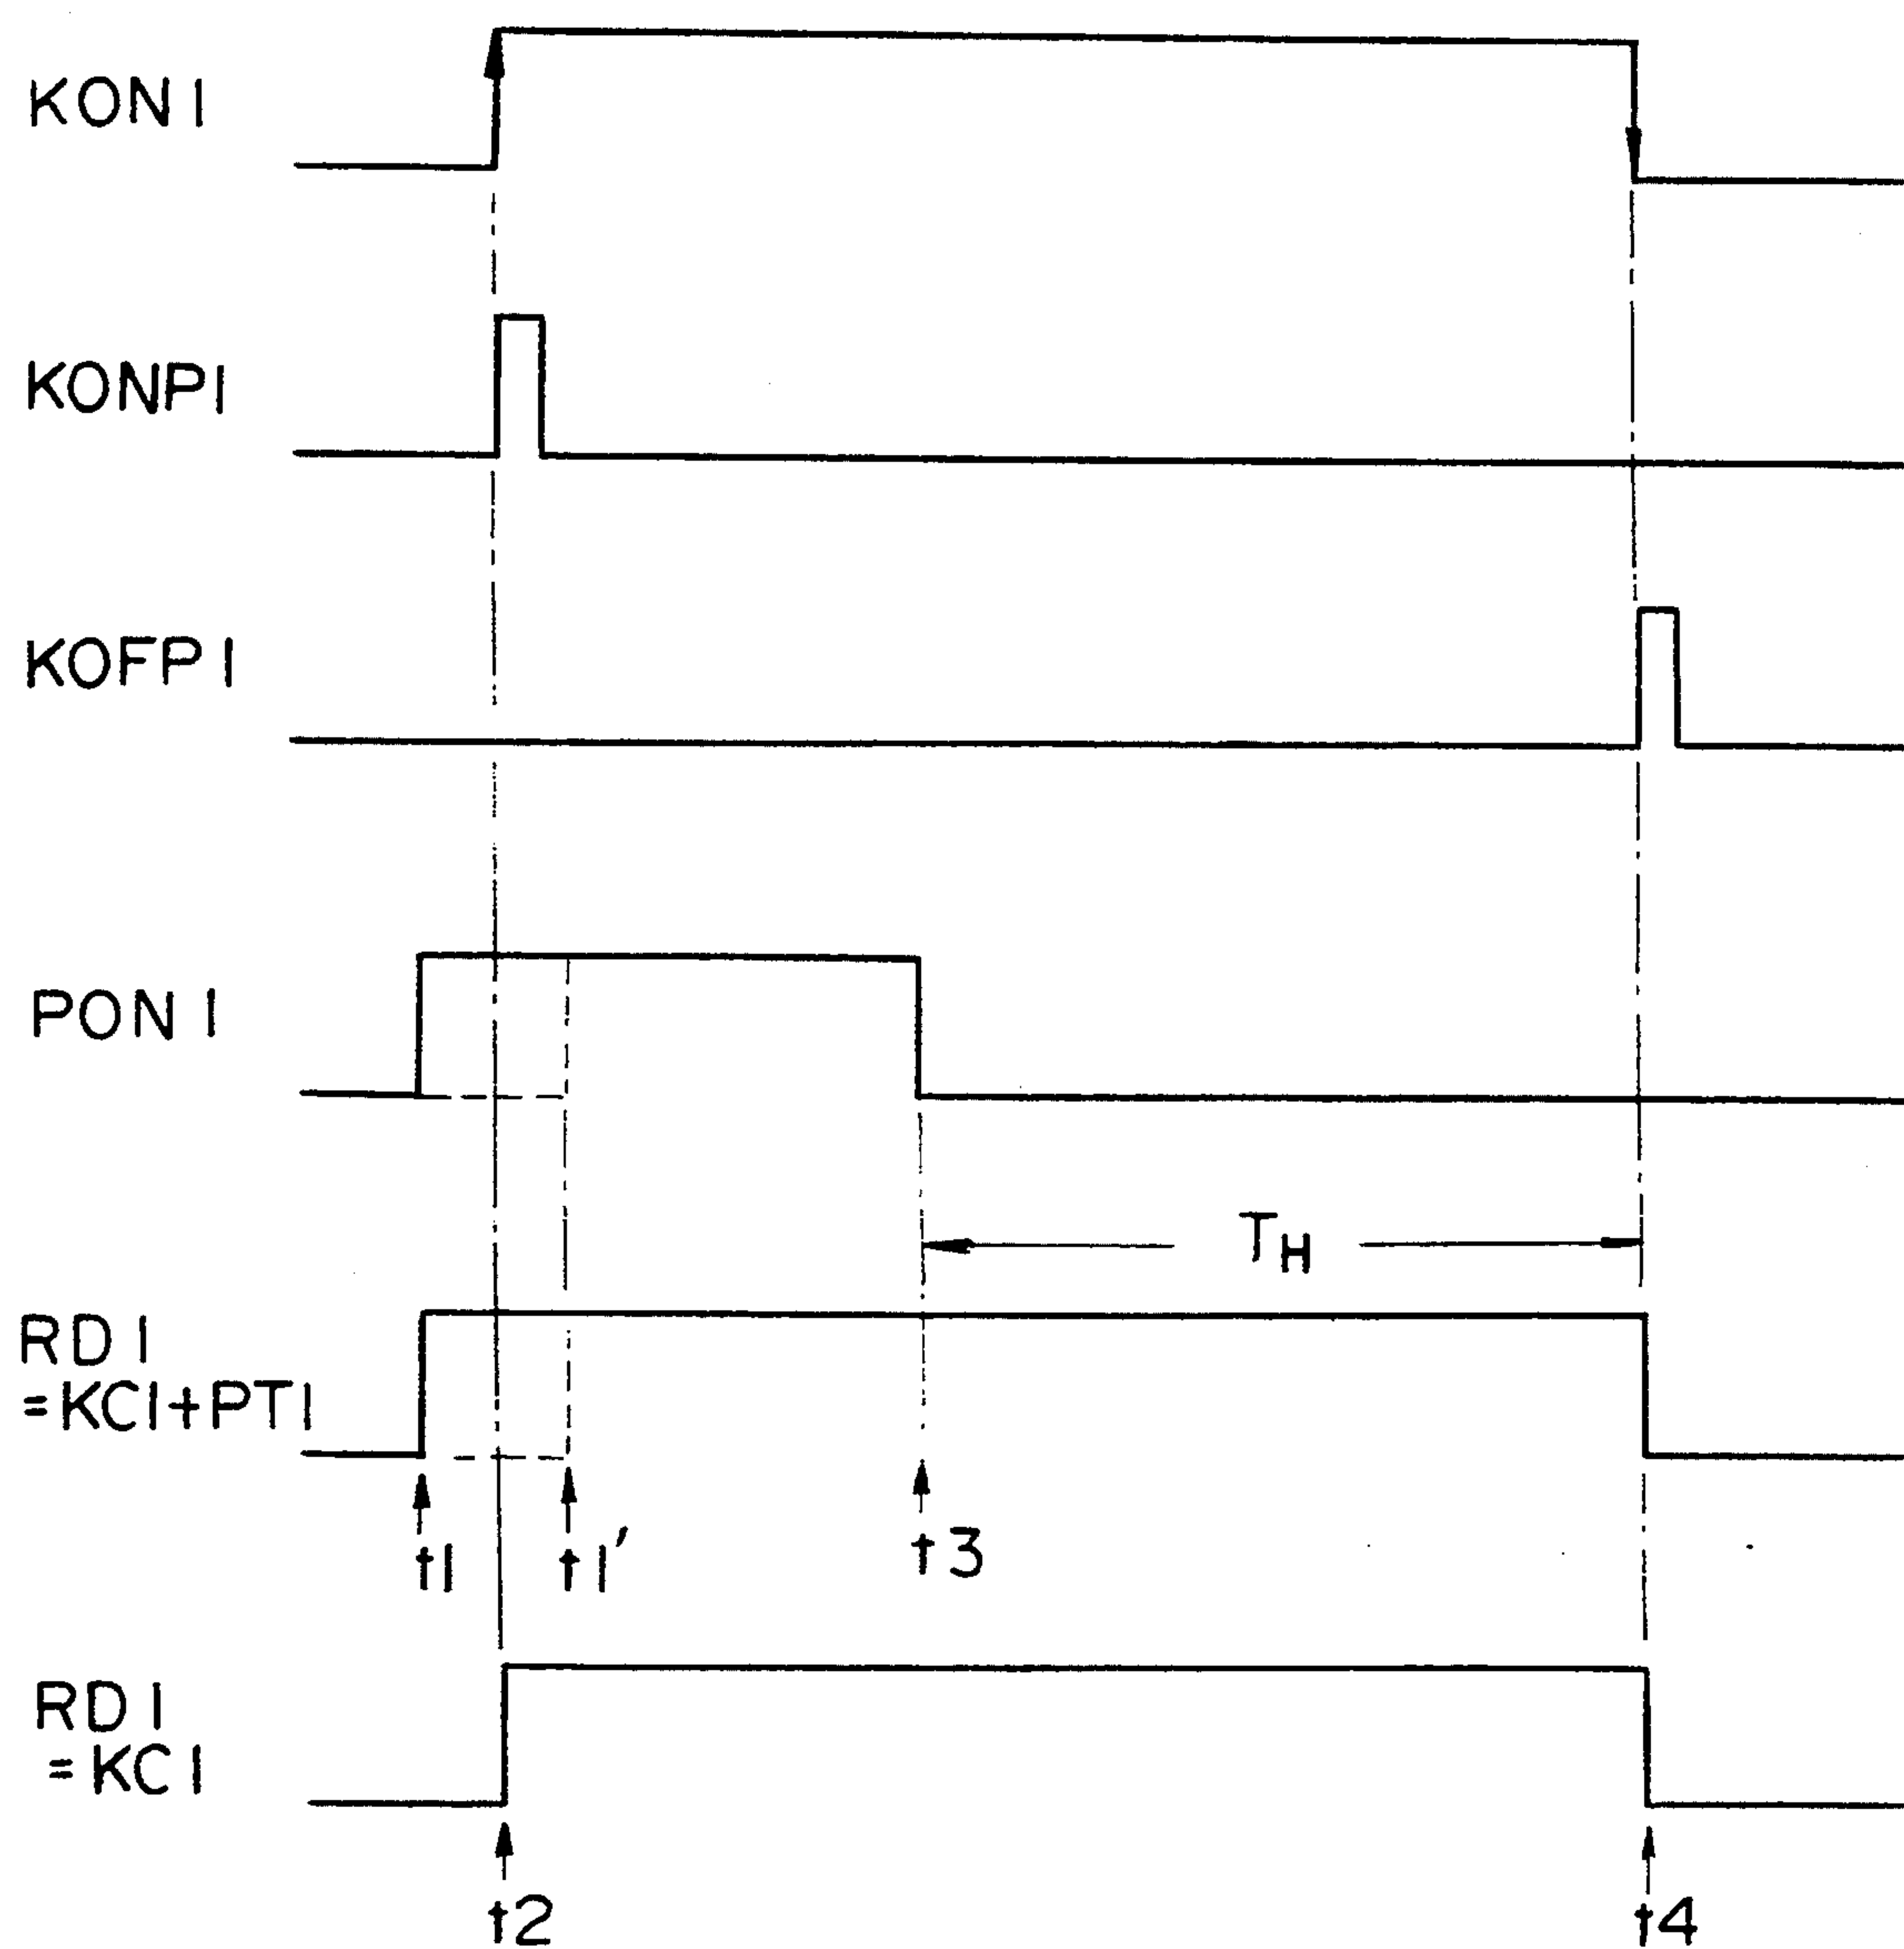 KON1
KONP1
KOFP1
PON1
TH
RD1
=KC1+PT1
t1
t1′
t3
RD1
=KC1
t2
t4